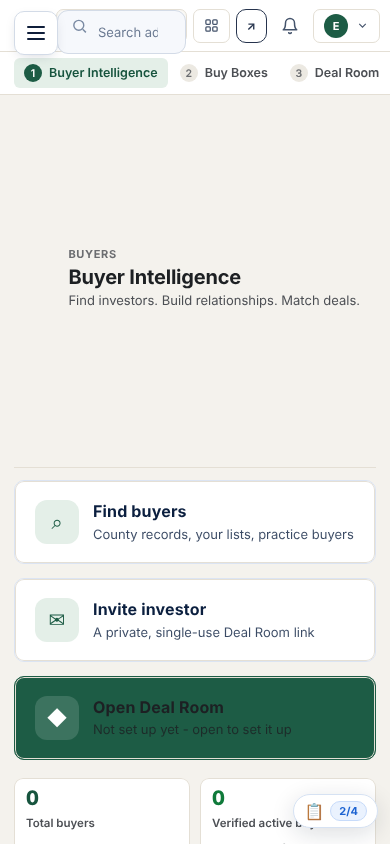 Search ad
E
1 Buyer Intelligence 2 Buy Boxes 3 Deal Room
BUYERS
Buyer Intelligence
Find investors. Build relationships. Match deals.
Find buyers
County records, your lists, practice buyers
Invite investor
A private, single-use Deal Room link
Open Deal Room
Not set up yet - open to set it up
0 0
Total buyers Verified active
2/4